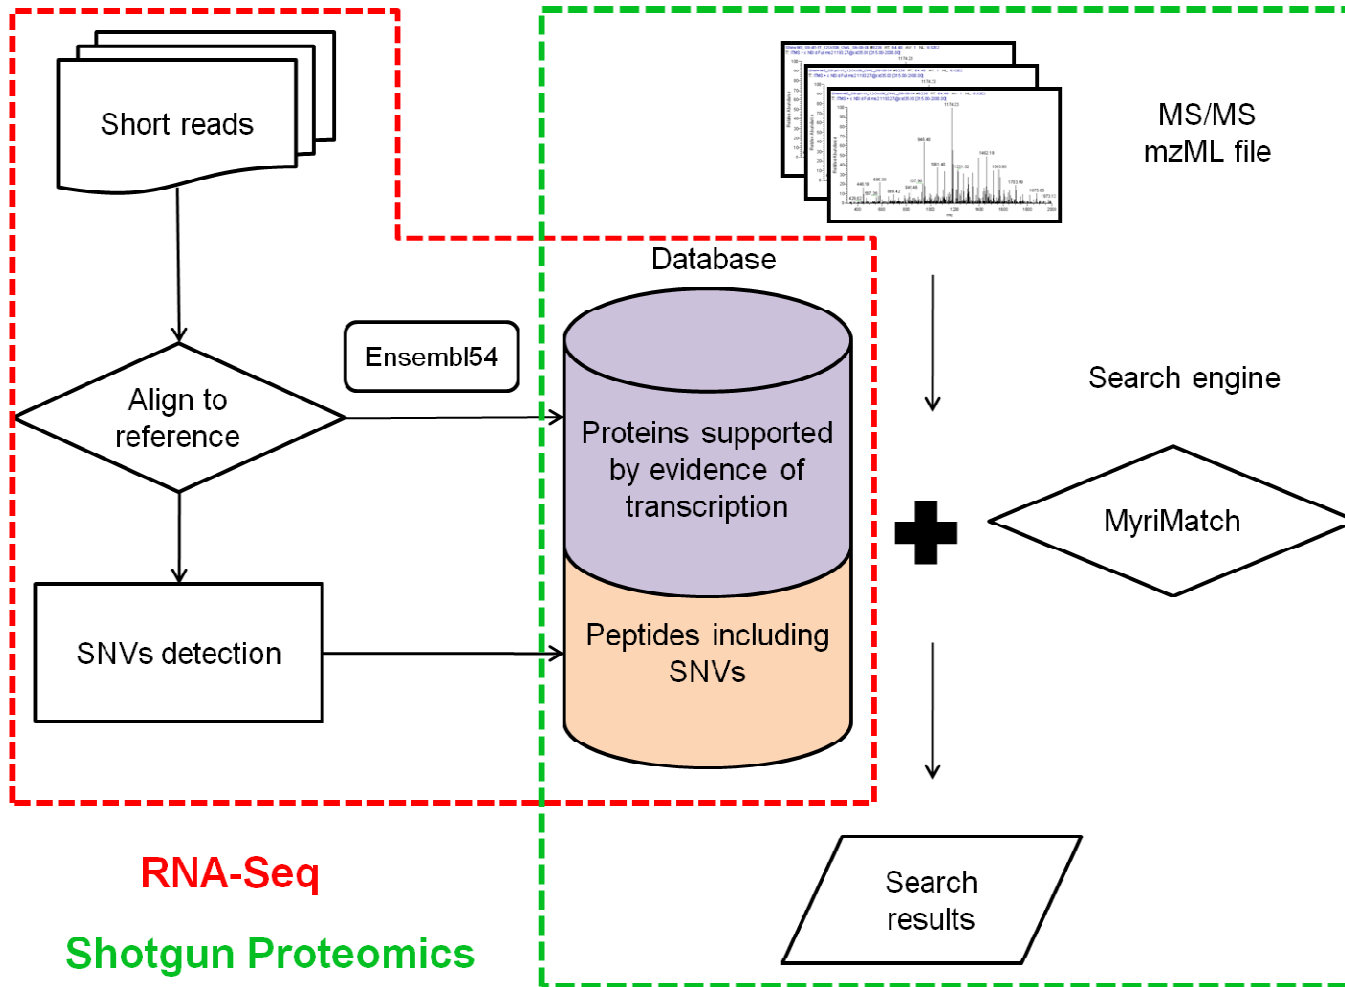 Short reads
MS/MS
mzML file
Database
Ensembl54
Search engine
Align to
reference
Proteins supported
by evidence of
transcription
MyriMatch
SNVs detection
Peptides including
SNVs
RNA-Seq
Search
results
Shotgun Proteomics